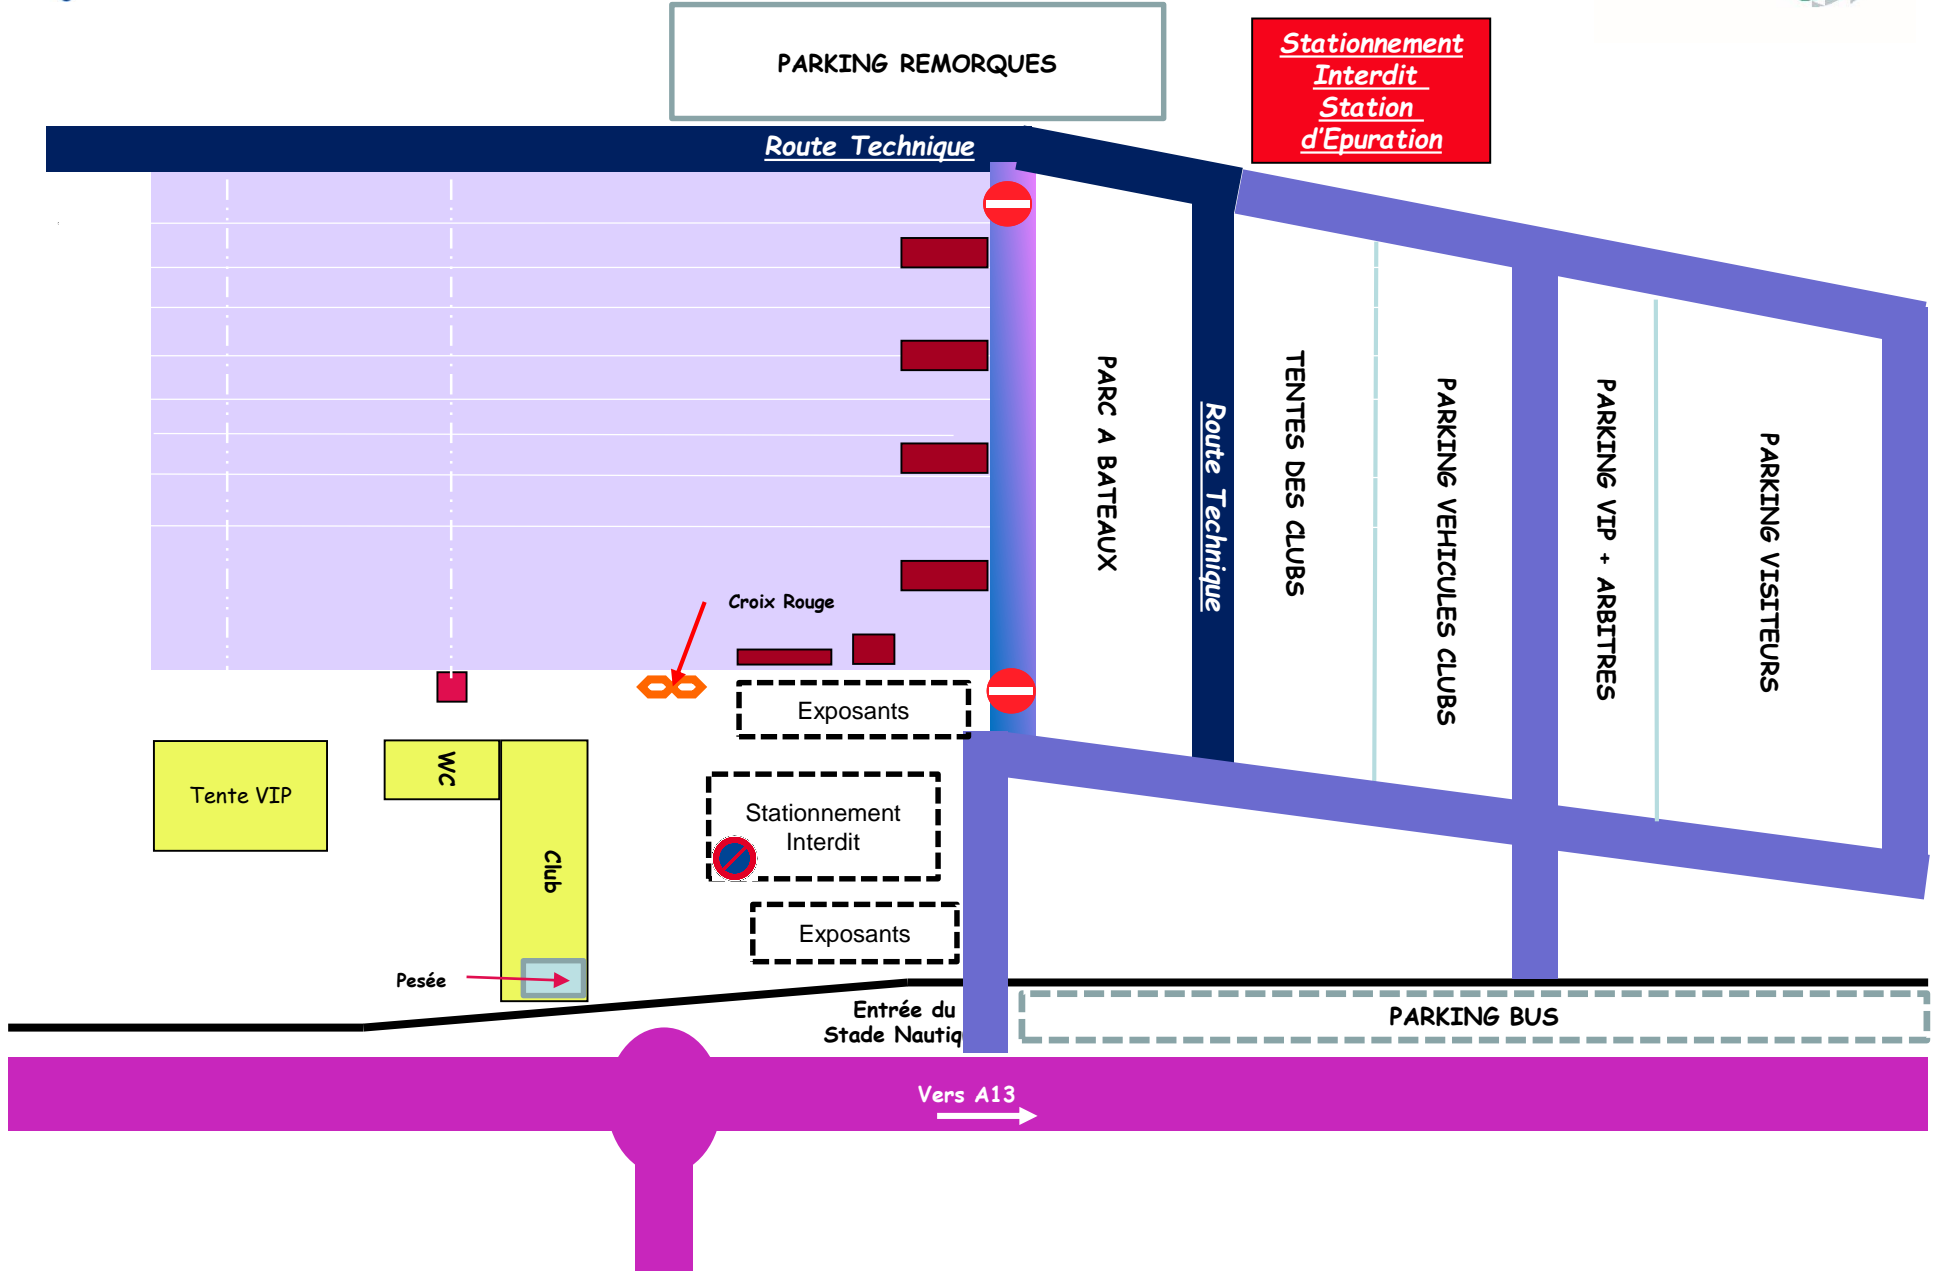 PARKING REMORQUES
Stationnement
Interdit
Station
d'Epuration
Route Technique
PARC A BATEAUX
Route Technique
TENTES DES CLUBS
PARKING VEHICULES CLUBS
PARKING VIP + ARBITRES
PARKING VISITEURS
Croix Rouge
Exposants
Tente VIP
WC
Club
Stationnement
Interdit
Exposants
Pesée
Entrée du
Stade Nautiq
PARKING BUS
Vers A13